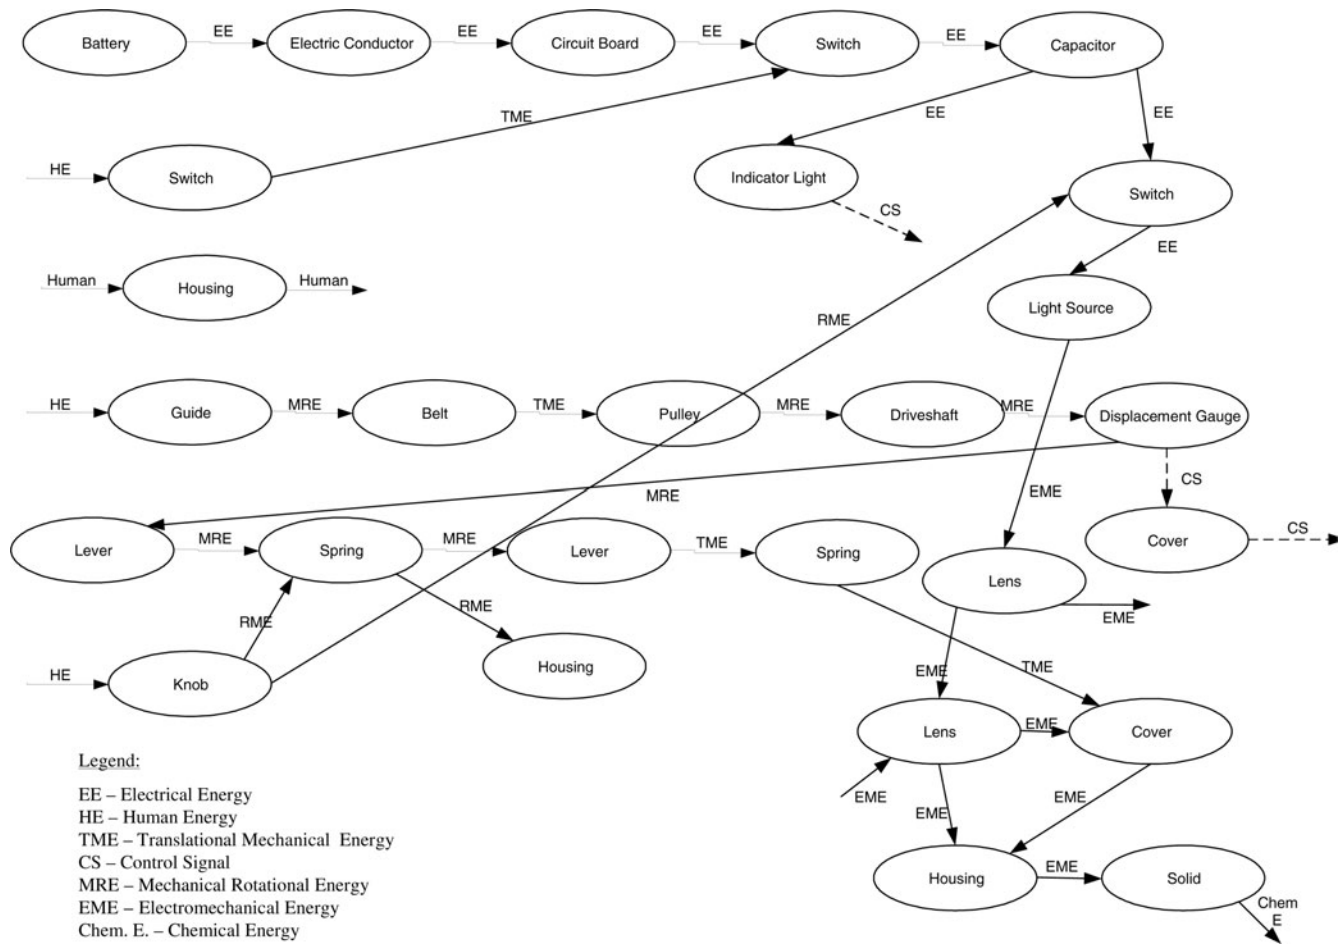 Battery EE Electric Conductor EE Circuit Board EE Switch EE Capacitor
TME EE EE
HE Switch Indicator Light Switch
CS
EE
Human Housing Human
Light Source
RME
HE Guide MRE Belt TME Pulley MRE Driveshaft MRE Displacement Gauge
MRE EME CS
Lever MRE Spring MRE Lever TME Spring Cover CS
Lens
RME RME EME
HE Knob Housing EME TME
Lens EME Cover
EME EME EME
Housing EME Solid
Chem
E
Legend:
EE – Electrical Energy
HE – Human Energy
TME – Translational Mechanical Energy
CS – Control Signal
MRE – Mechanical Rotational Energy
EME – Electromechanical Energy
Chem. E. – Chemical Energy